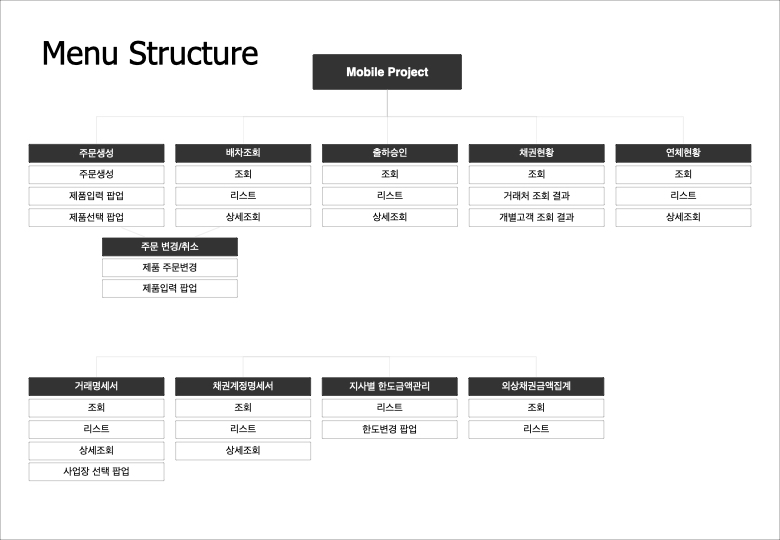 Menu Structure
Mobile Project
주문생성
주문생성
제품입력 팝업
제품선택 팝업
배차조회
조회
리스트
상세조회
출하승인
조회
리스트
상세조회
채권현황
조회
거래처 조회 결과
개별고객 조회 결과
연체현황
조회
리스트
상세조회
주문 변경/취소
제품 주문변경
제품입력 팝업
거래명세서
조회
리스트
상세조회
사업장 선택 팝업
채권계정명세서
조회
리스트
상세조회
지사별 한도금액관리
리스트
한도변경 팝업
외상채권금액집계
조회
리스트